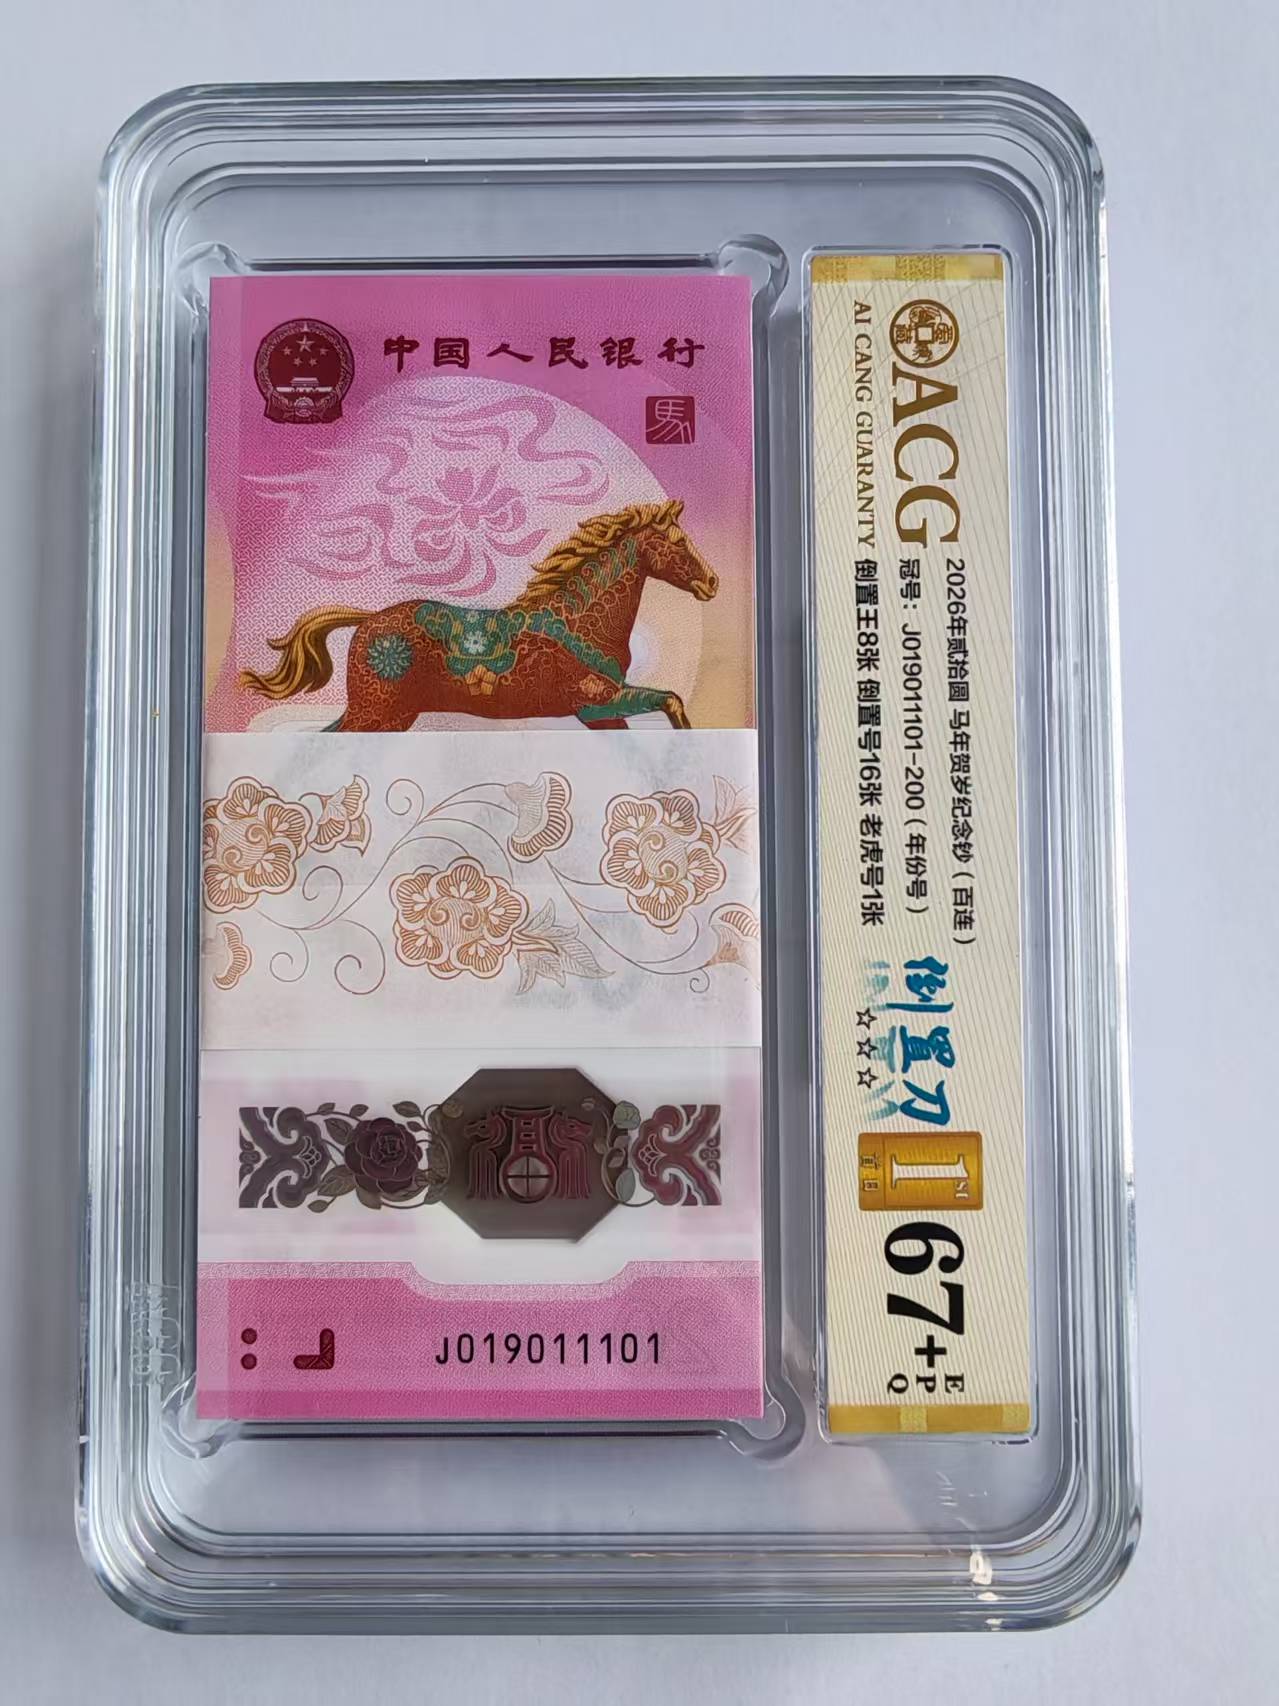 中国人民银行
馬
J019011101
ACG
AI CANG GUARANTY
2026年贰拾圆 马年贺岁纪念钞（百连）
冠号：J019011101-200（年份号）
倒置王8张 倒置号16张 老虎号1张
倒置刀
☆☆☆
1ST
首日
67+
EPQ